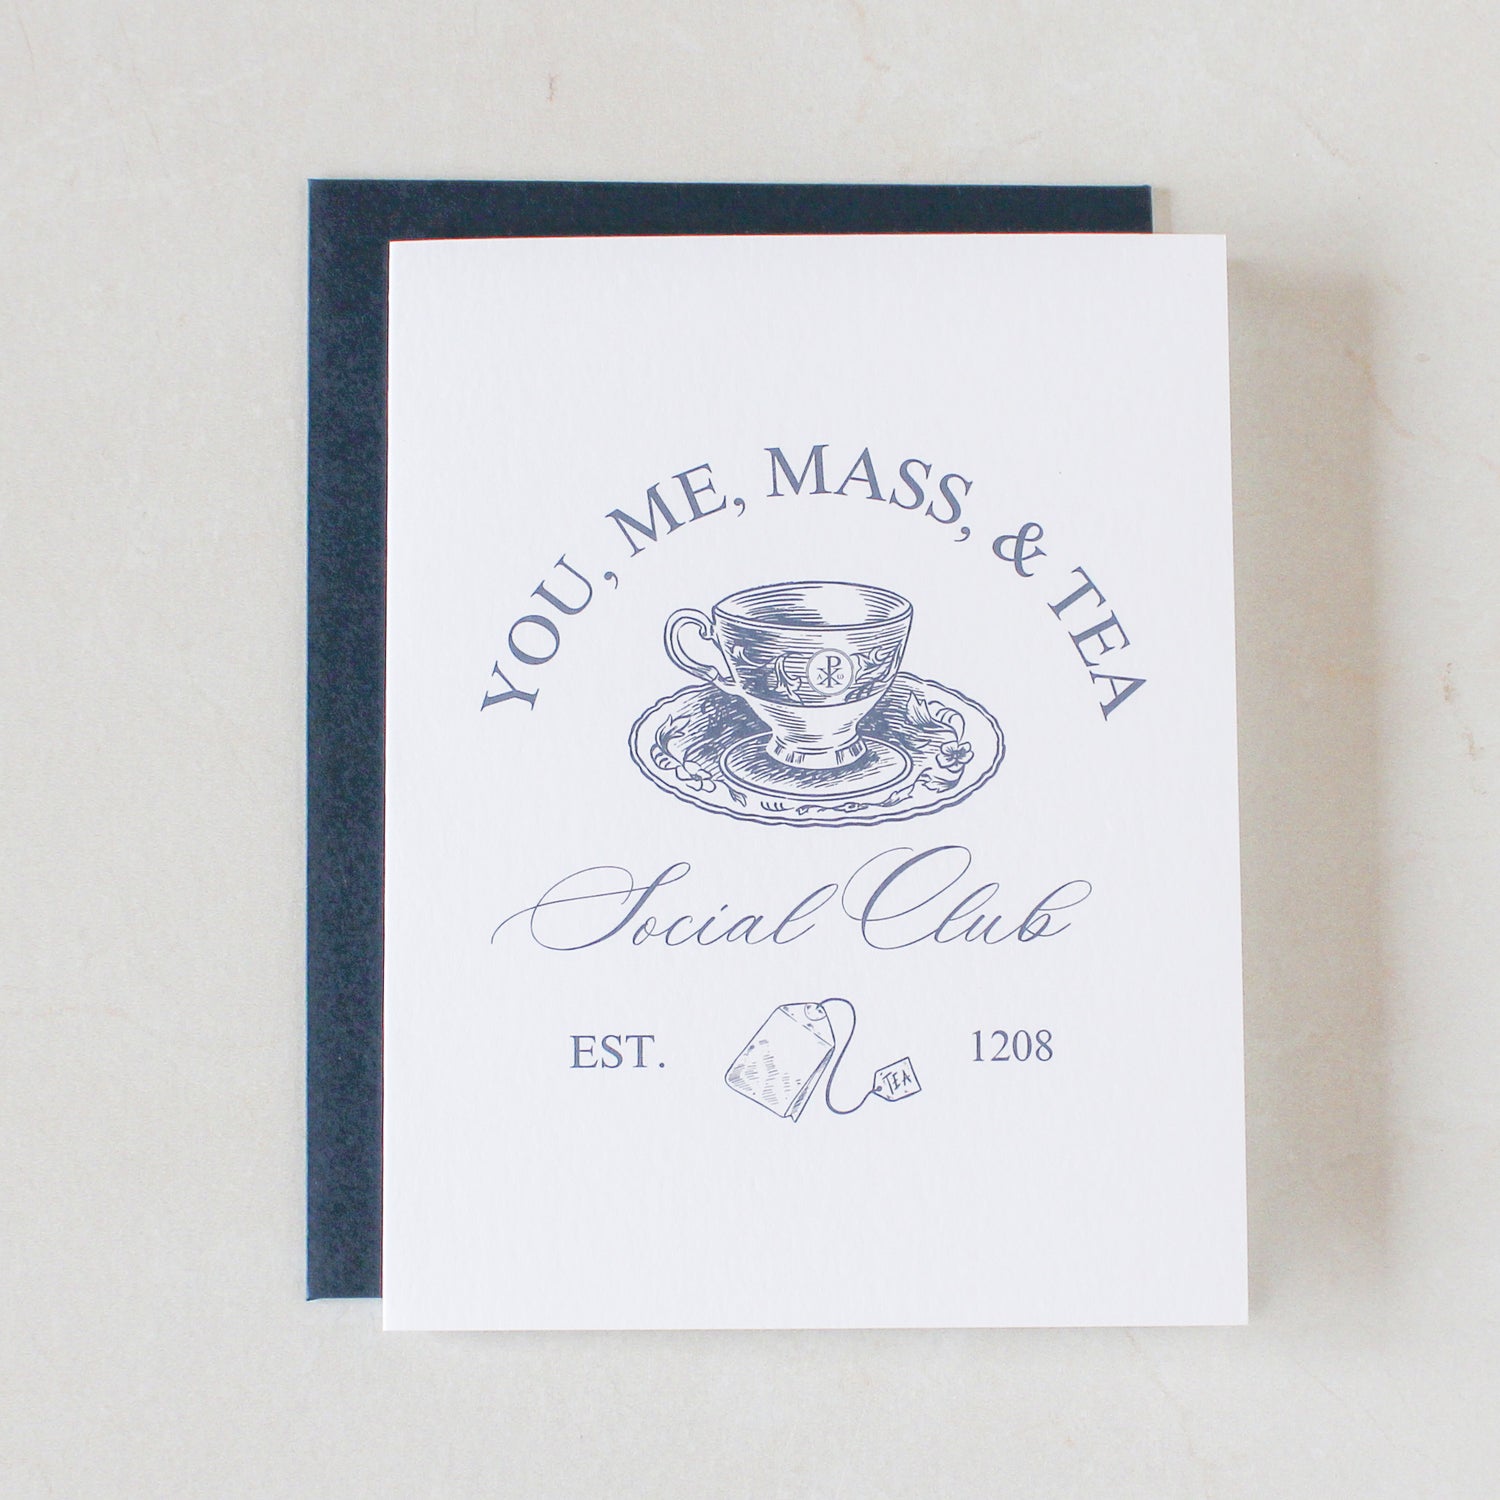 YOU, ME, MASS, & TEA
Social Club
EST. 1208
TEA